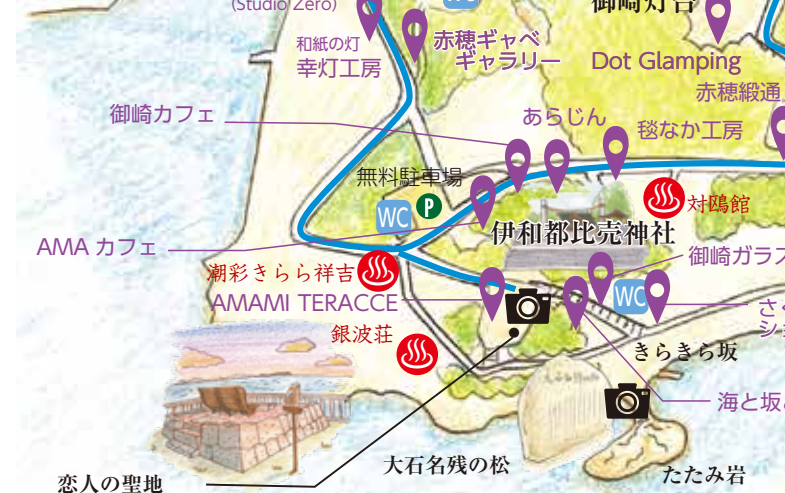 (Studio Zero)
WC
御崎灯台
和紙の灯
幸灯工房
赤穂ギャベ
ギャラリー
Dot Glamping
赤穂緞通
御崎カフェ
あらじん
毬なか工房
無料駐車場
WC
P
対鴎館
伊和都比売神社
AMA カフェ
御崎ガラス
潮彩きらら祥吉
AMAMI TERACCE
WC
銀波荘
きらきら坂
海と坂
大石名残の松
たたみ岩
恋人の聖地